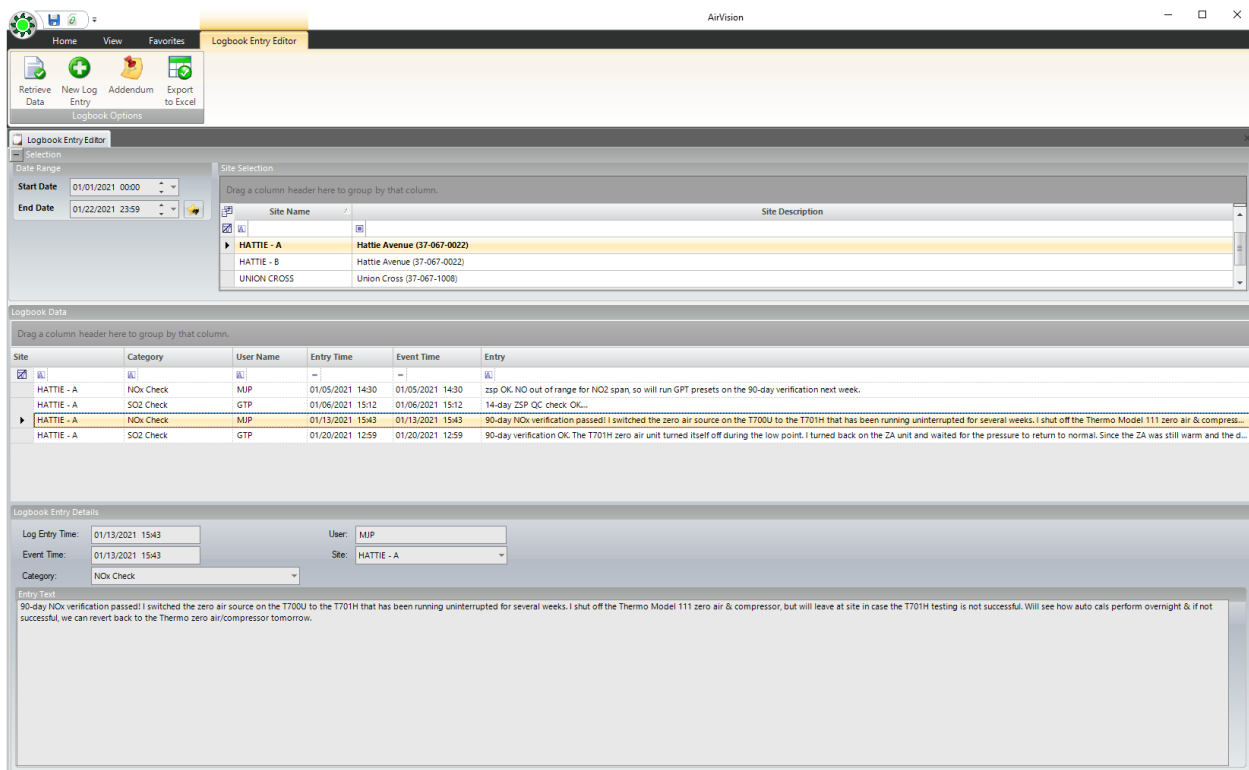 AirVision
Home View Favorites Logbook Entry Editor
Retrieve Data New Log Entry Addendum Export to Excel
Logbook Options
Logbook Entry Editor
Selection
Date Range
Start Date 01/01/2021 00:00
End Date 01/22/2021 23:59
Site Selection
Drag a column header here to group by that column.
Site Name Site Description
HATTIE - A Hattie Avenue (37-067-0022)
HATTIE - B Hattie Avenue (37-067-0022)
UNION CROSS Union Cross (37-067-1008)
Logbook Data
Drag a column header here to group by that column.
Site Category User Name Entry Time Event Time Entry
HATTIE - A NOx Check MJP 01/05/2021 14:30 01/05/2021 14:30 zsp OK. NO out of range for NO2 span, so will run GPT presets on the 90-day verification next week.
HATTIE - A SO2 Check GTP 01/06/2021 15:12 01/06/2021 15:12 14-day ZSP QC check OK...
HATTIE - A NOx Check MJP 01/13/2021 15:43 01/13/2021 15:43 90-day NOx verification passed! I switched the zero air source on the T700U to the T701H that has been running uninterrupted for several weeks. I shut off the Thermo Model 111 zero air & compress...
HATTIE - A SO2 Check GTP 01/20/2021 12:59 01/20/2021 12:59 90-day verification OK. The T701H zero air unit turned itself off during the low point. I turned back on the ZA unit and waited for the pressure to return to normal. Since the ZA was still warm and the d...
Logbook Entry Details
Log Entry Time: 01/13/2021 15:43 User: MJP
Event Time: 01/13/2021 15:43 Site: HATTIE - A
Category: NOx Check
Entry Text
90-day NOx verification passed! I switched the zero air source on the T700U to the T701H that has been running uninterrupted for several weeks. I shut off the Thermo Model 111 zero air & compressor, but will leave at site in case the T701H testing is not successful. Will see how auto cals perform overnight & if not
successful, we can revert back to the Thermo zero air/compressor tomorrow.